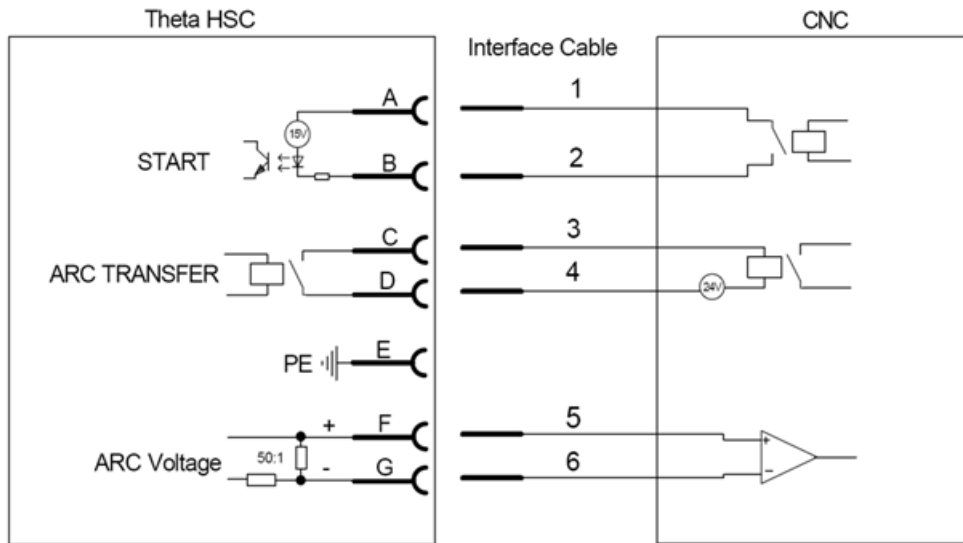 Theta HSC
Interface Cable
CNC
A
1
15V
START
B
2
C
3
ARC TRANSFER
D
4
24V
PE
E
+
F
5
+
ARC Voltage
50:1
-
G
6
-